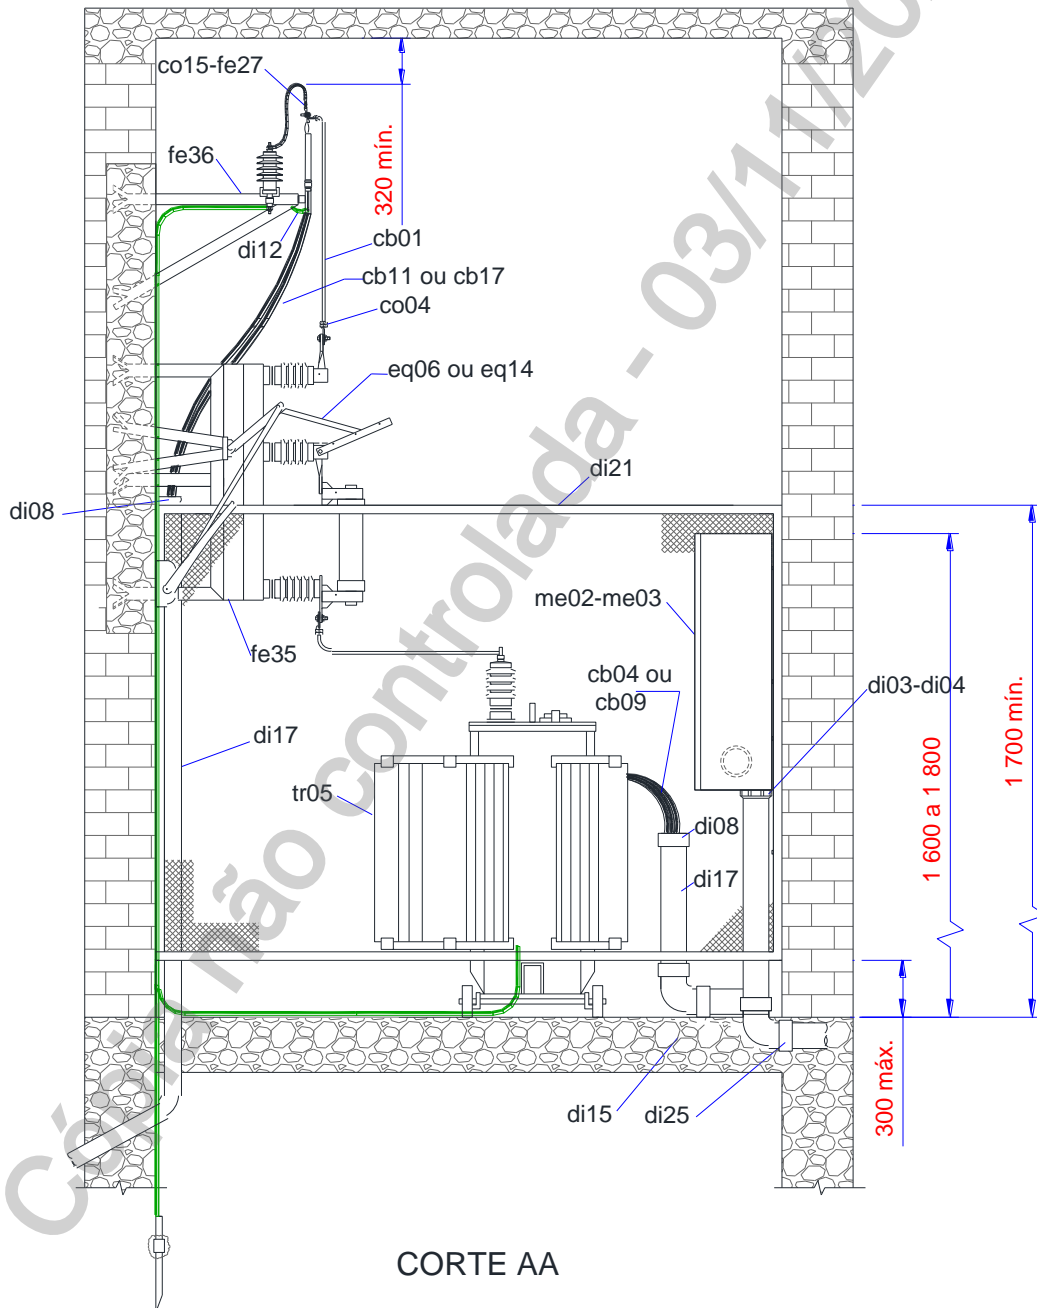 co15-fe27
fe36
320 mín.
di12
cb01
cb11 ou cb17
co04
eq06 ou eq14
di21
di08
me02-me03
fe35
cb04 ou
cb09
di03-di04
di17
tr05
di08
di17
1 600 a 1 800
1 700 mín.
300 máx.
di15
di25
CORTE AA
Cópia não controlada - 03/11/20